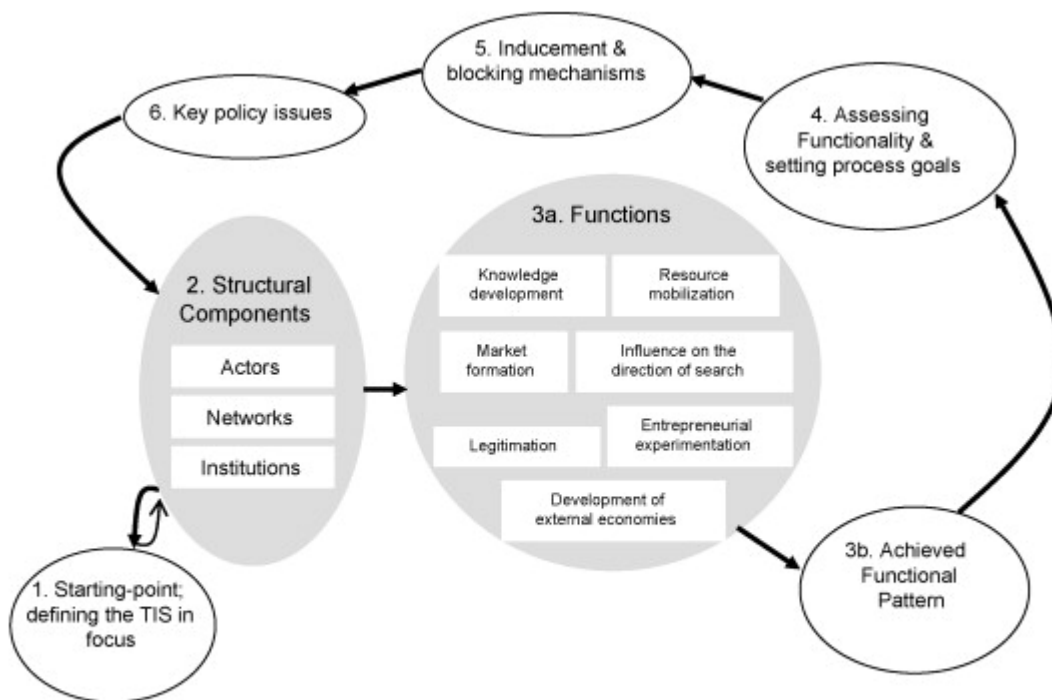 5. Inducement &
blocking mechanisms
6. Key policy issues
4. Assessing
Functionality &
setting process goals
3a. Functions
Knowledge
development
Resource
mobilization
2. Structural
Components
Market
formation
Influence on the
direction of search
Actors
Networks
Institutions
Legitimation
Entrepreneurial
experimentation
Development of
external economies
1. Starting-point;
defining the TIS in
focus
3b. Achieved
Functional
Pattern